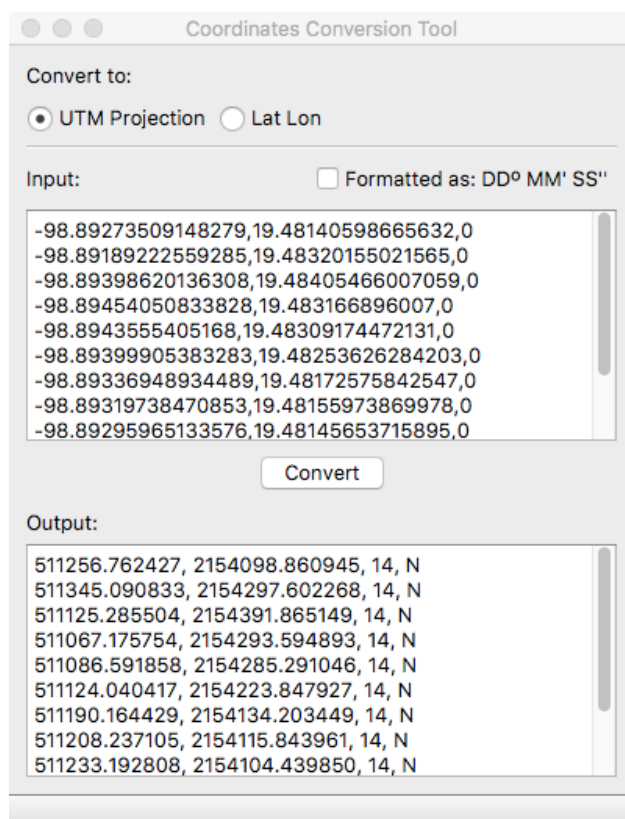 Coordinates Conversion Tool
Convert to:
UTM Projection Lat Lon
Input: Formatted as: DDº MM' SS''
-98.89273509148279,19.48140598665632,0
-98.89189222559285,19.48320155021565,0
-98.89398620136308,19.48405466007059,0
-98.89454050833828,19.483166896007,0
-98.8943555405168,19.48309174472131,0
-98.89399905383283,19.48253626284203,0
-98.89336948934489,19.48172575842547,0
-98.89319738470853,19.48155973869978,0
-98.89295965133576,19.48145653715895,0
Convert
Output:
511256.762427, 2154098.860945, 14, N
511345.090833, 2154297.602268, 14, N
511125.285504, 2154391.865149, 14, N
511067.175754, 2154293.594893, 14, N
511086.591858, 2154285.291046, 14, N
511124.040417, 2154223.847927, 14, N
511190.164429, 2154134.203449, 14, N
511208.237105, 2154115.843961, 14, N
511233.192808, 2154104.439850, 14, N